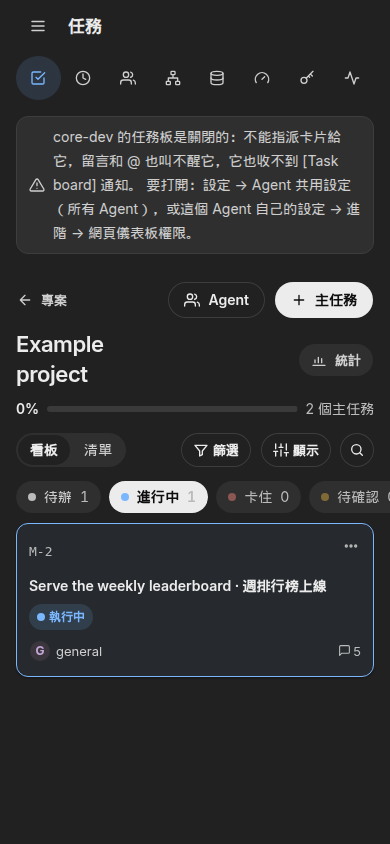 任務
core-dev 的任務板是關閉的：不能指派卡片給
它，留言和 @ 也叫不醒它，它也收不到 [Task
board] 通知。 要打開：設定 → Agent 共用設定
（所有 Agent），或這個 Agent 自己的設定 → 進
階 → 網頁儀表板權限。
專案
Agent
主任務
Example
project
統計
0%
2 個主任務
看板
清單
篩選
顯示
待辦 1
進行中 1
卡住 0
待確認
M-2
Serve the weekly leaderboard · 週排行榜上線
執行中
G general
5